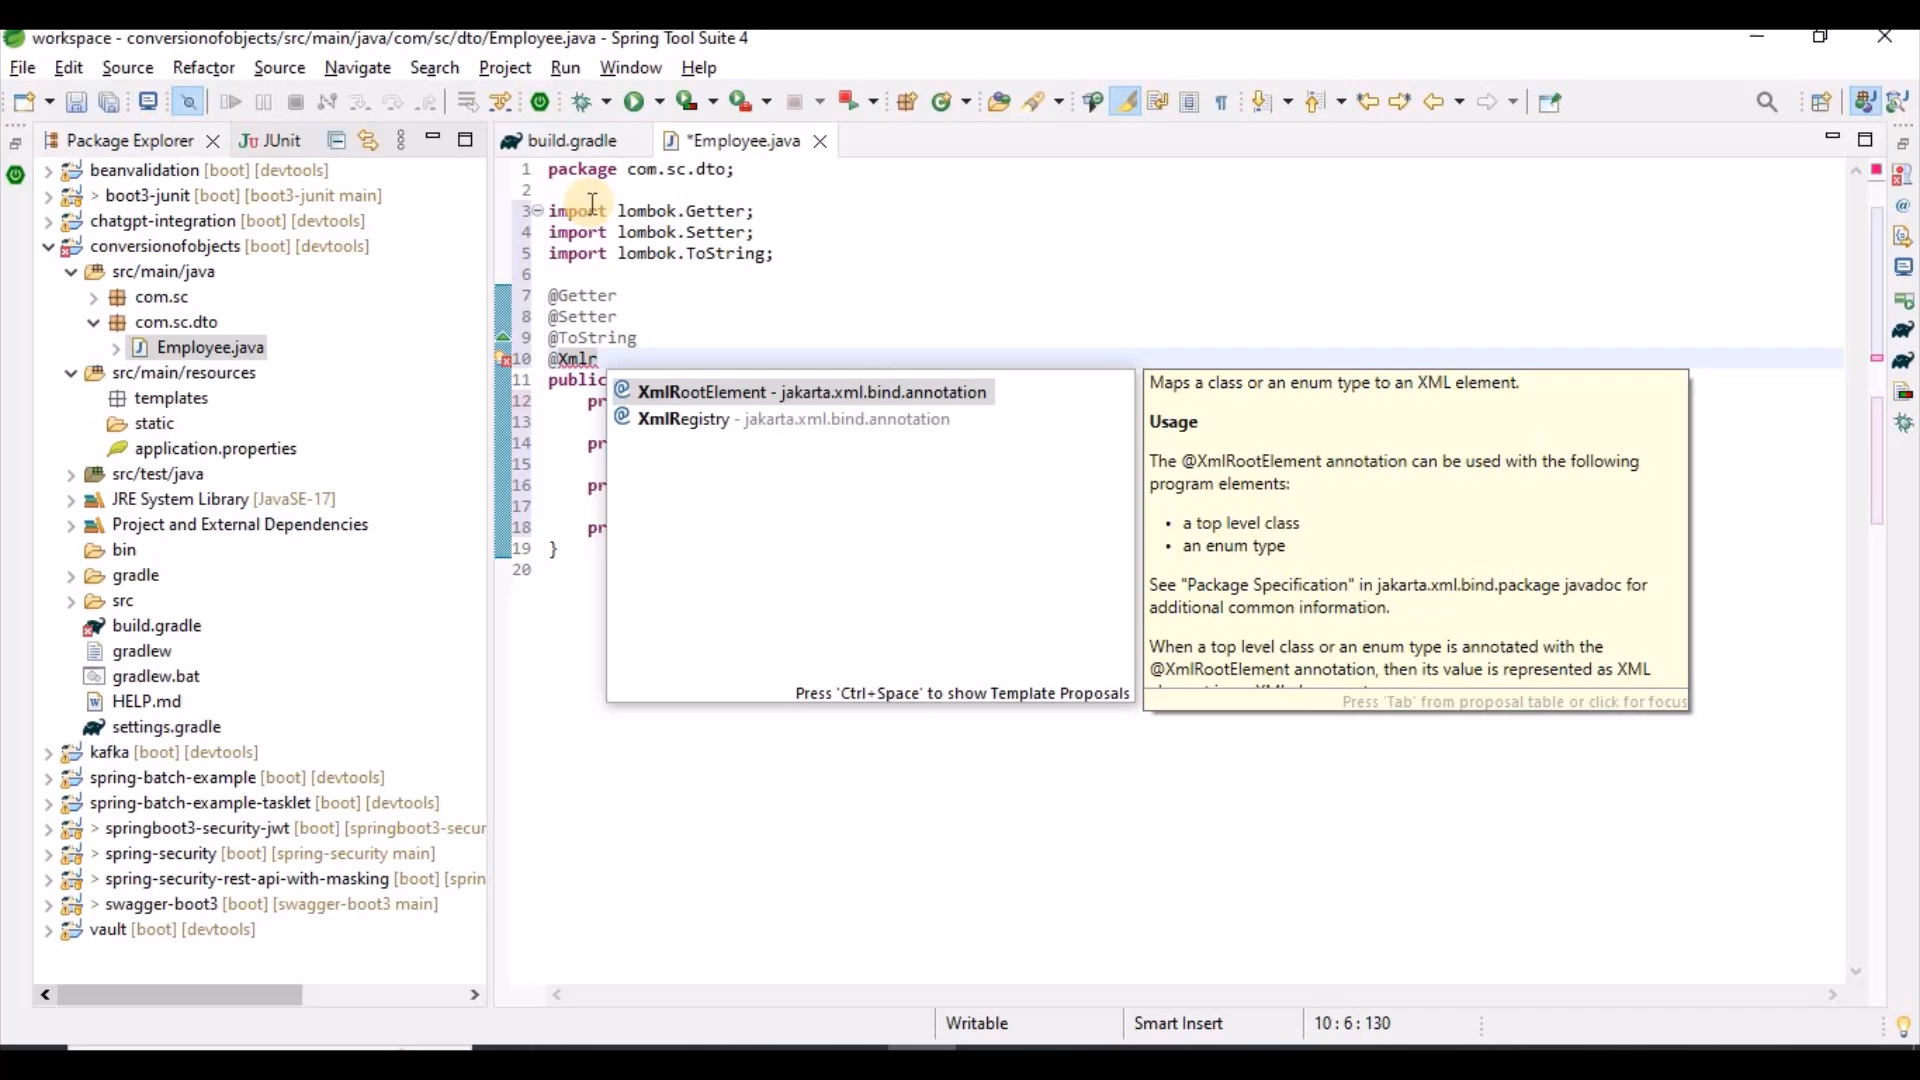 workspace - conversionofobjects/src/main/java/com/sc/dto/Employee.java - Spring Tool Suite 4
File Edit Source Refactor Source Navigate Search Project Run Window Help
Package Explorer
JUnit
build.gradle
*Employee.java
beanvalidation [boot] [devtools]
> boot3-junit [boot] [boot3-junit main]
chatgpt-integration [boot] [devtools]
conversionofobjects [boot] [devtools]
src/main/java
com.sc
com.sc.dto
Employee.java
src/main/resources
templates
static
application.properties
src/test/java
JRE System Library [JavaSE-17]
Project and External Dependencies
bin
gradle
src
build.gradle
gradlew
gradlew.bat
HELP.md
settings.gradle
kafka [boot] [devtools]
spring-batch-example [boot] [devtools]
spring-batch-example-tasklet [boot] [devtools]
> springboot3-security-jwt [boot] [springboot3-secur
> spring-security [boot] [spring-security main]
> spring-security-rest-api-with-masking [boot] [sprin
> swagger-boot3 [boot] [swagger-boot3 main]
vault [boot] [devtools]
1 package com.sc.dto;
2
3 import lombok.Getter;
4 import lombok.Setter;
5 import lombok.ToString;
6
7 @Getter
8 @Setter
9 @ToString
10 @Xmlr
11 public
12 pr
13
14 pr
15
16 pr
17
18 pr
19 }
20
XmlRootElement - jakarta.xml.bind.annotation
XmlRegistry - jakarta.xml.bind.annotation
Press 'Ctrl+Space' to show Template Proposals
Maps a class or an enum type to an XML element.
Usage
The @XmlRootElement annotation can be used with the following
program elements:
• a top level class
• an enum type
See "Package Specification" in jakarta.xml.bind.package javadoc for
additional common information.
When a top level class or an enum type is annotated with the
@XmlRootElement annotation, then its value is represented as XML
Press 'Tab' from proposal table or click for focus
Writable
Smart Insert
10 : 6 : 130